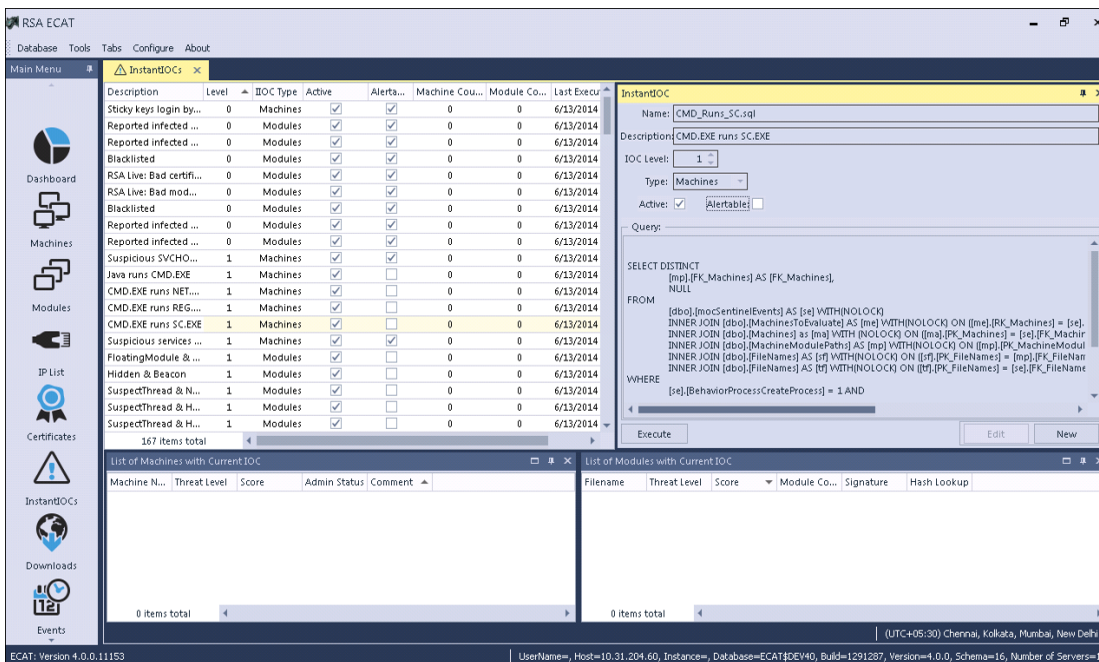 RSA ECAT
Database Tools Tabs Configure About
Main Menu
Dashboard
Machines
Modules
IP List
Certificates
InstantIOCs
Downloads
Events
InstantIOCs
Description Level IIOC Type Active Alerta... Machine Cou... Module Co... Last Execu
Sticky keys login by... 0 Machines 0 0 6/13/2014
Reported infected ... 0 Modules 0 0 6/13/2014
Reported infected ... 0 Modules 0 0 6/13/2014
Blacklisted 0 Modules 0 0 6/13/2014
RSA Live: Bad certifi... 0 Modules 0 0 6/13/2014
RSA Live: Bad mod... 0 Modules 0 0 6/13/2014
Blacklisted 0 Modules 0 0 6/13/2014
Reported infected ... 0 Modules 0 0 6/13/2014
Reported infected ... 0 Modules 0 0 6/13/2014
Suspicious SVCHO... 1 Machines 0 0 6/13/2014
Java runs CMD.EXE 1 Machines 0 0 6/13/2014
CMD.EXE runs NET.... 1 Machines 0 0 6/13/2014
CMD.EXE runs REG.... 1 Machines 0 0 6/13/2014
CMD.EXE runs SC.EXE 1 Machines 0 0 6/13/2014
Suspicious services ... 1 Machines 0 0 6/13/2014
FloatingModule & ... 1 Modules 0 0 6/13/2014
Hidden & Beacon 1 Modules 0 0 6/13/2014
SuspectThread & N... 1 Modules 0 0 6/13/2014
SuspectThread & H... 1 Modules 0 0 6/13/2014
SuspectThread & H... 1 Modules 0 0 6/13/2014
167 items total
InstantIOC
Name: CMD_Runs_SC.sql
Description: CMD.EXE runs SC.EXE
IOC Level: 1
Type: Machines
Active: Alertable:
Query:
SELECT DISTINCT
[mp].[FK_Machines] AS [FK_Machines],
NULL
FROM
[dbo].[mocSentinelEvents] AS [se] WITH(NOLOCK)
INNER JOIN [dbo].[MachinesToEvaluate] AS [me] WITH(NOLOCK) ON ([me].[RK_Machines] = [se].
INNER JOIN [dbo].[Machines] as [ma] WITH (NOLOCK) ON ([ma].[PK_Machines] = [se].[FK_Machin
INNER JOIN [dbo].[MachineModulePaths] AS [mp] WITH(NOLOCK) ON ([mp].[PK_MachineModul
INNER JOIN [dbo].[FileNames] AS [sf] WITH(NOLOCK) ON ([sf].[PK_FileNames] = [mp].[FK_FileNam
INNER JOIN [dbo].[FileNames] AS [tf] WITH(NOLOCK) ON ([tf].[PK_FileNames] = [se].[FK_FileName
WHERE
[se].[BehaviorProcessCreateProcess] = 1 AND
Execute Edit New
List of Machines with Current IOC
Machine N... Threat Level Score Admin Status Comment
0 items total
List of Modules with Current IOC
Filename Threat Level Score Module Co... Signature Hash Lookup
0 items total
(UTC+05:30) Chennai, Kolkata, Mumbai, New Delhi
ECAT: Version 4.0.0.11153
UserName=, Host=10.31.204.60, Instance=, Database=ECAT$DEV40, Build=1291287, Version=4.0.0, Schema=16, Number of Servers=1